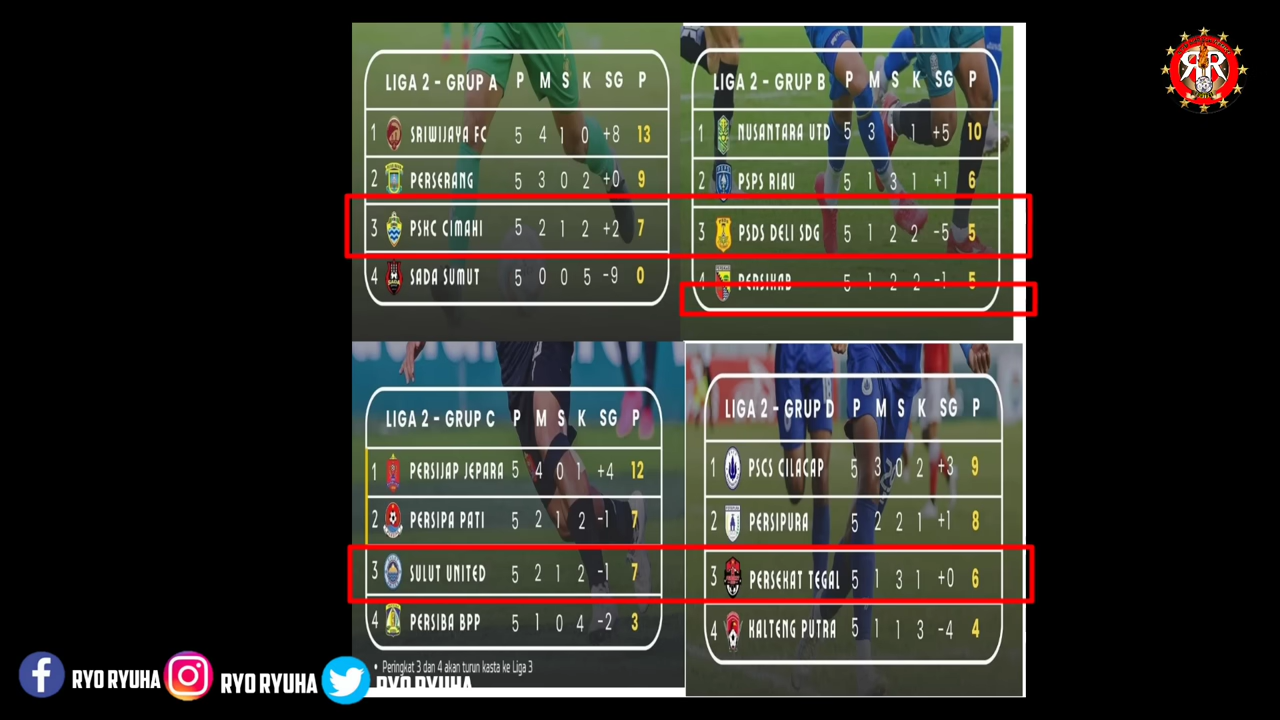 LIGA 2 - GRUP A P M S K SG P
1 SRIWIJAYA FC 5 4 1 0 +8 13
2 PERSERANG 5 3 0 2 +0 9
3 PSKC CIMAHI 5 2 1 2 +2 7
4 SADA SUMUT 5 0 0 5 -9 0
LIGA 2 - GRUP B P M S K SG P
1 NUSANTARA UTD 5 3 1 1 +5 10
2 PSPS RIAU 5 1 3 1 +1 6
3 PSDS DELI SDG 5 1 2 2 -5 5
4 PERSIKAB 5 1 2 2 -1 5
LIGA 2 - GRUP C P M S K SG P
1 PERSIJAP JEPARA 5 4 0 1 +4 12
2 PERSIPA PATI 5 2 1 2 -1 7
3 SULUT UNITED 5 2 1 2 -1 7
4 PERSIBA BPP 5 1 0 4 -2 3
• Peringkat 3 dan 4 akan turun kasta ke Liga 3
LIGA 2 - GRUP D P M S K SG P
1 PSCS CILACAP 5 3 0 2 +3 9
2 PERSIPURA 5 2 2 1 +1 8
3 PERSEKAT TEGAL 5 1 3 1 +0 6
4 KALTENG PUTRA 5 1 1 3 -4 4
RYO RYUHA RYO RYUHA RYO RYUHA